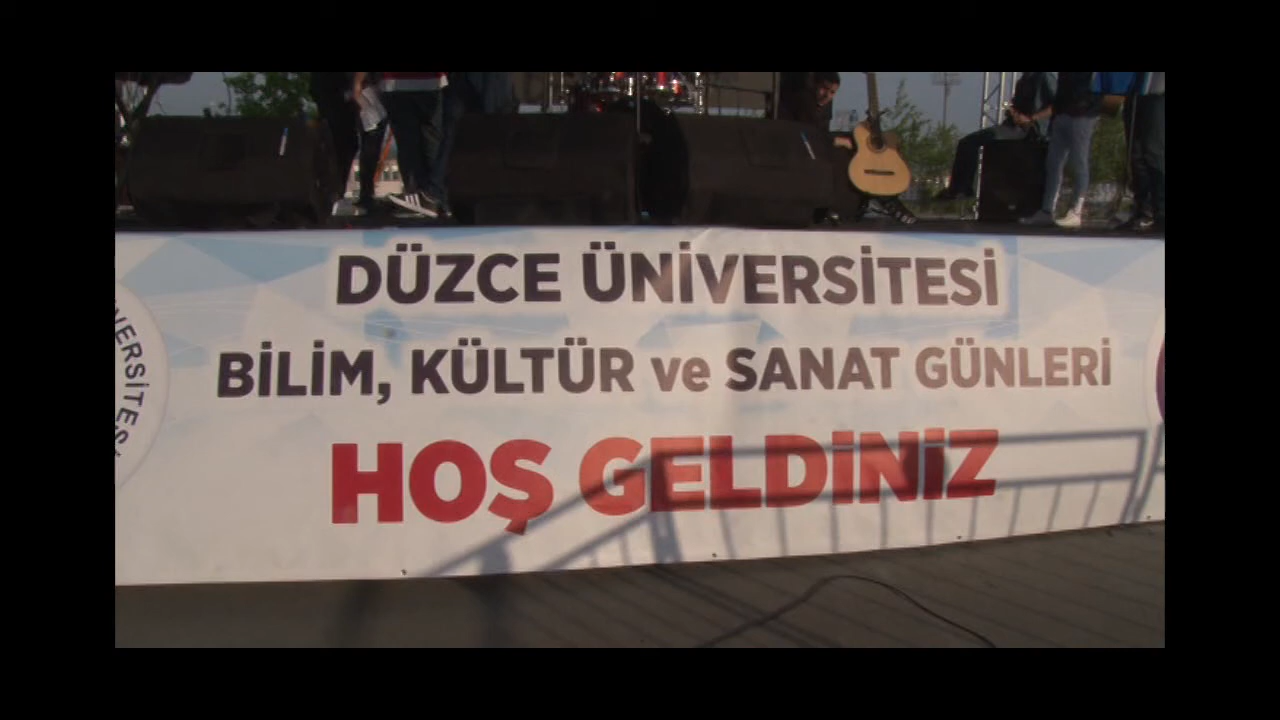 DÜZCE ÜNİVERSİTESİ
BİLİM, KÜLTÜR ve SANAT GÜNLERİ
HOŞ GELDİNİZ